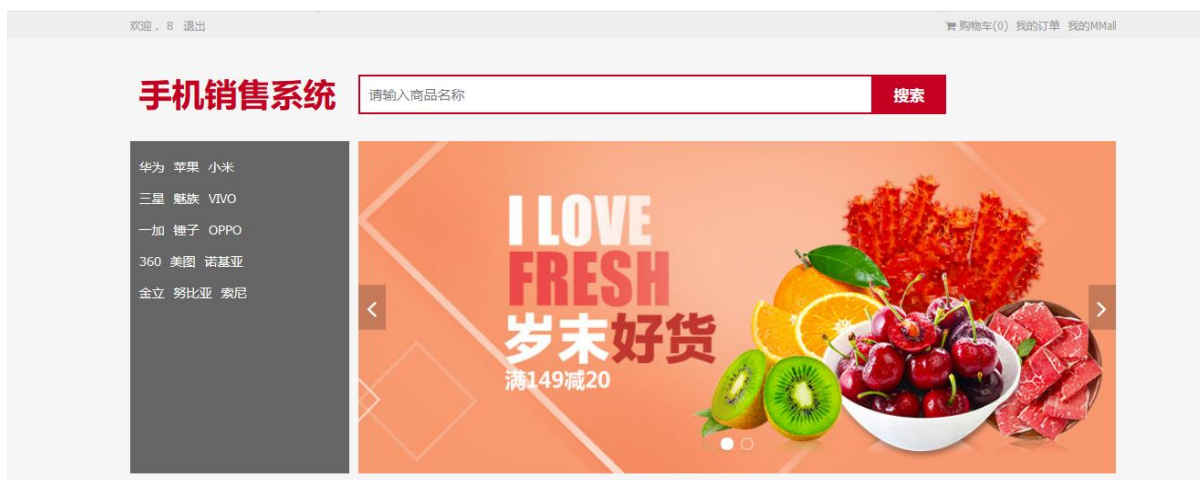 欢迎，8 退出
购物车(0) 我的订单 我的MMall
手机销售系统
请输入商品名称
搜索
华为 苹果 小米
三星 魅族 VIVO
一加 锤子 OPPO
360 美图 诺基亚
金立 努比亚 索尼
I LOVE
FRESH
岁末好货
满149减20